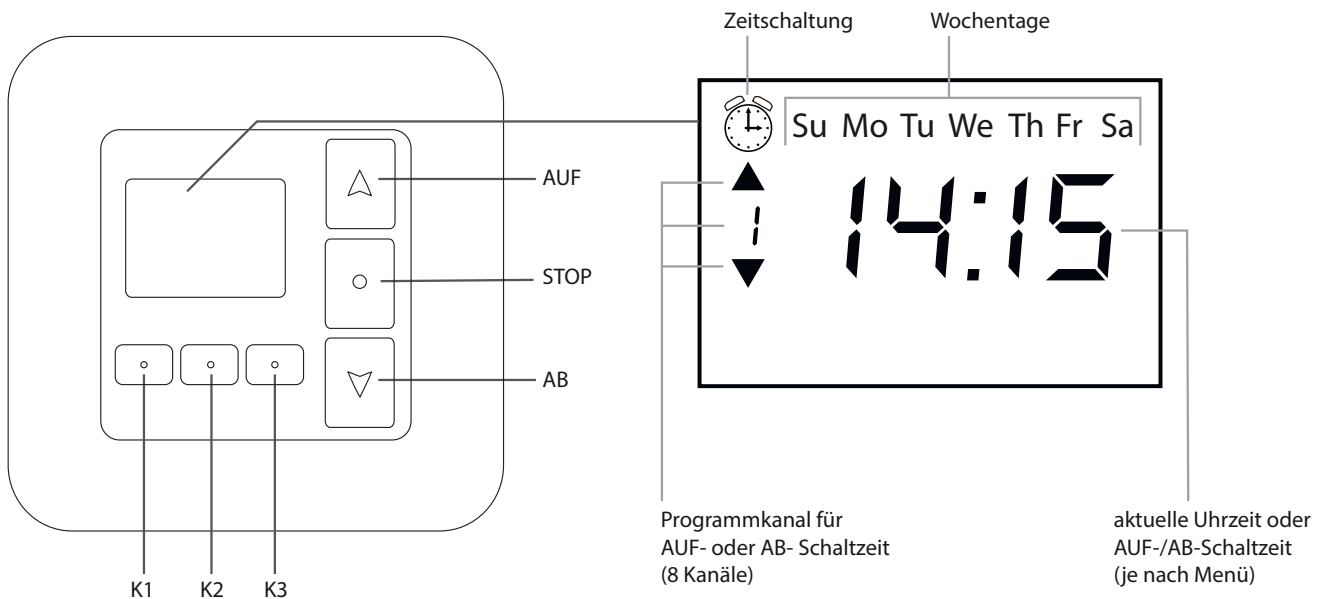 Zeitschaltung
Wochentage
Su Mo Tu We Th Fr Sa
AUF
1
14:15
STOP
AB
Programmkanal für
AUF- oder AB- Schaltzeit
(8 Kanäle)
aktuelle Uhrzeit oder
AUF-/AB-Schaltzeit
(je nach Menü)
K1
K2
K3